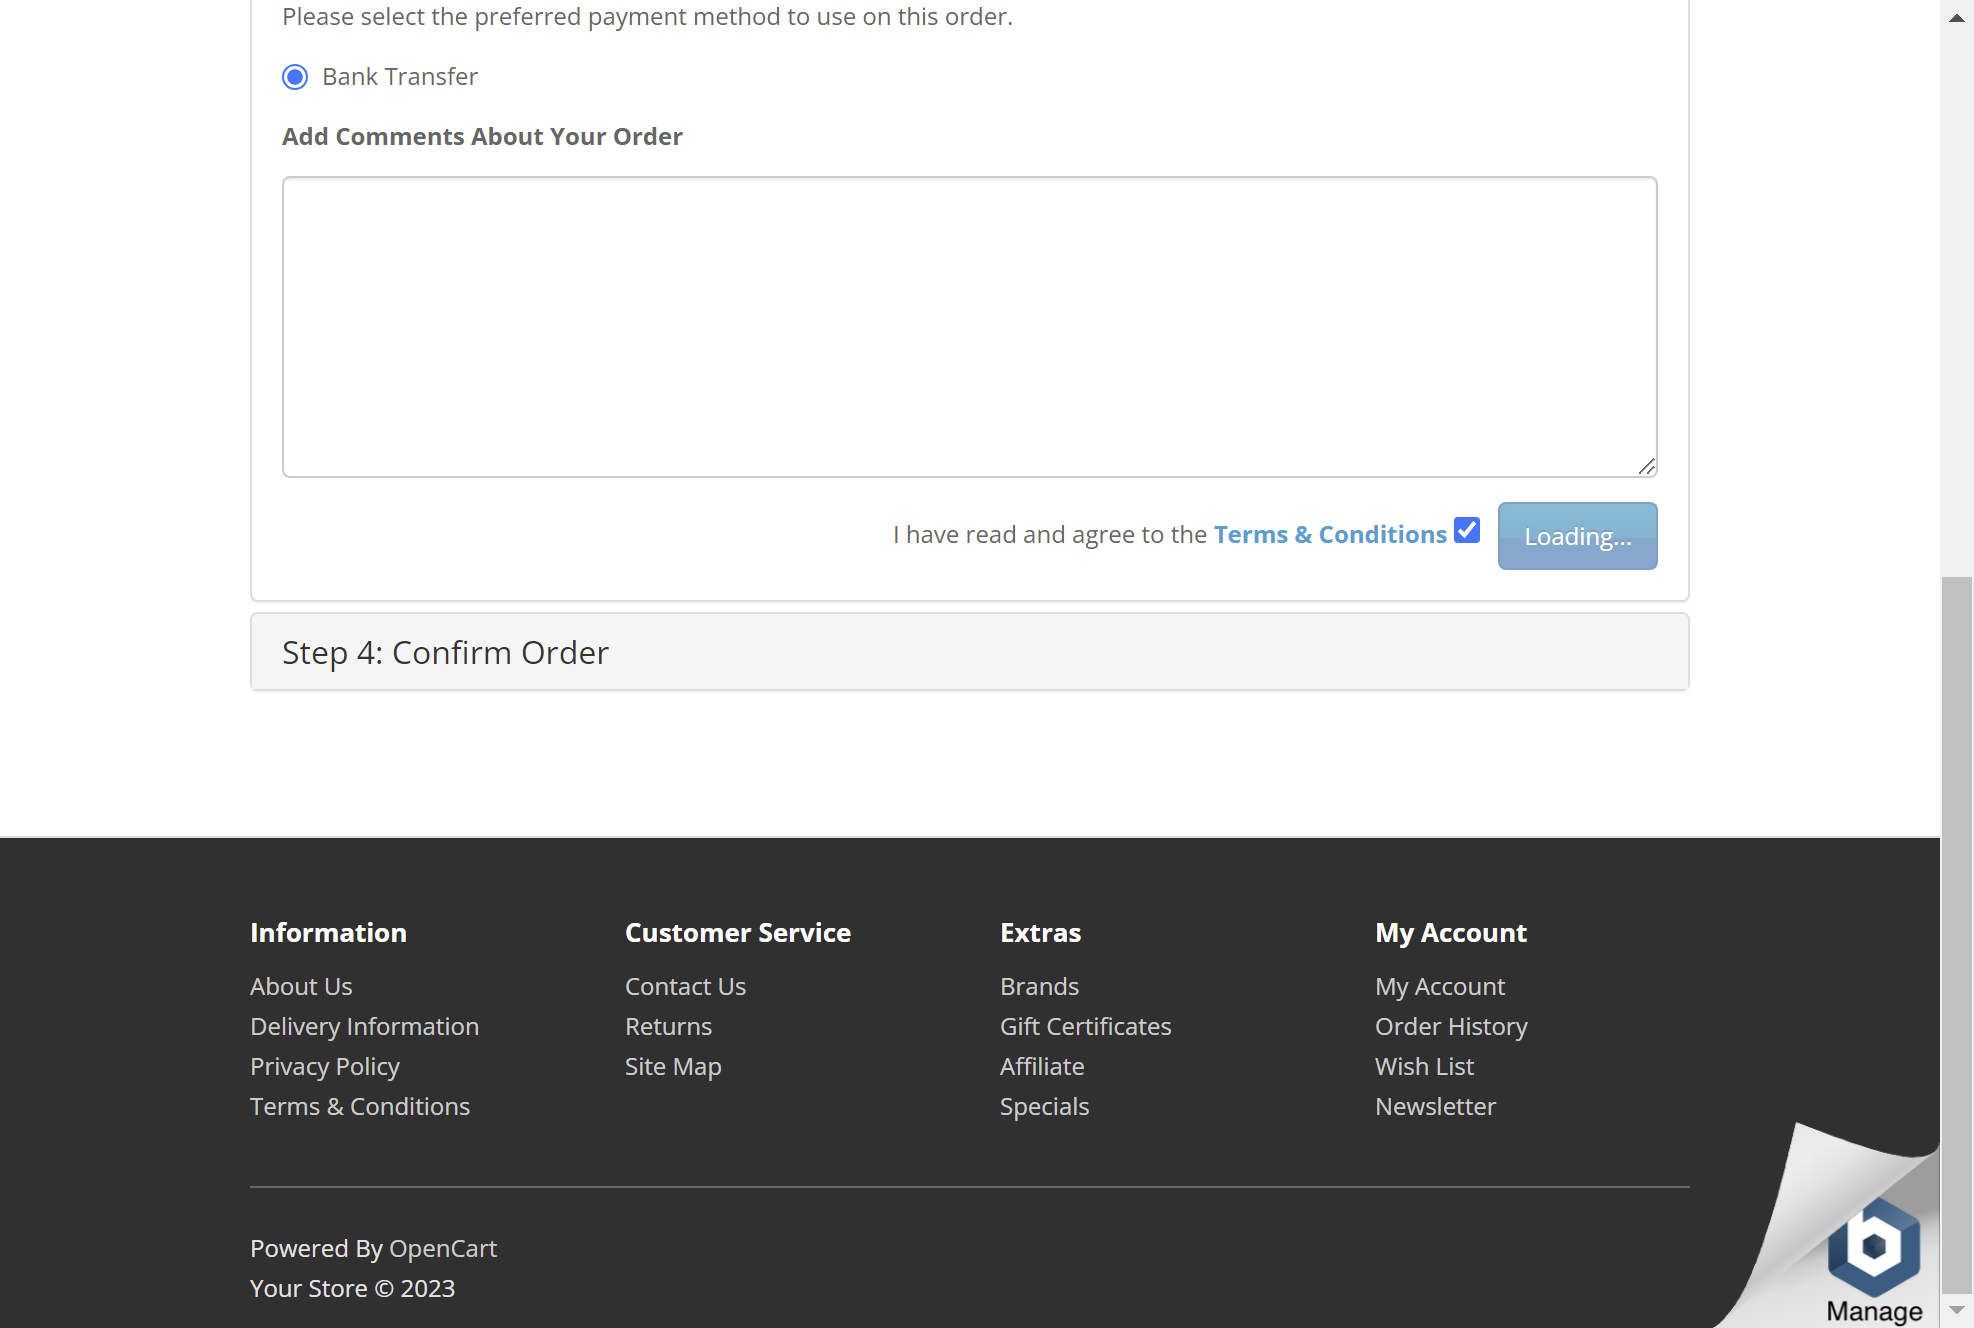 Please select the preferred payment method to use on this order.
Bank Transfer
Add Comments About Your Order
I have read and agree to the Terms & Conditions
Loading...
Step 4: Confirm Order
Information
About Us
Delivery Information
Privacy Policy
Terms & Conditions
Customer Service
Contact Us
Returns
Site Map
Extras
Brands
Gift Certificates
Affiliate
Specials
My Account
My Account
Order History
Wish List
Newsletter
Powered By OpenCart
Your Store © 2023
Manage